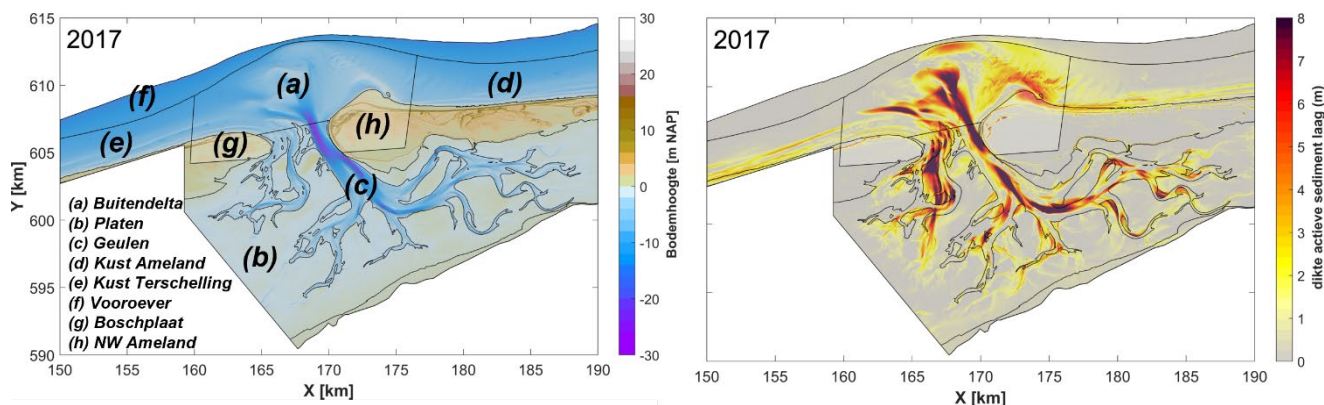 2017
(a)
(b)
(c)
(d)
(e)
(f)
(g)
(h)
(a) Buitendelta
(b) Platen
(c) Geulen
(d) Kust Ameland
(e) Kust Terschelling
(f) Vooroever
(g) Boschplaat
(h) NW Ameland
615
610
605
600
595
590
Y [km]
150 155 160 165 170 175 180 185 190
X [km]
30
20
10
0
-10
-20
-30
Bodemhoogte [m NAP]
2017
150 155 160 165 170 175 180 185 190
X [km]
8
7
6
5
4
3
2
1
0
dikte actieve sediment laag (m)